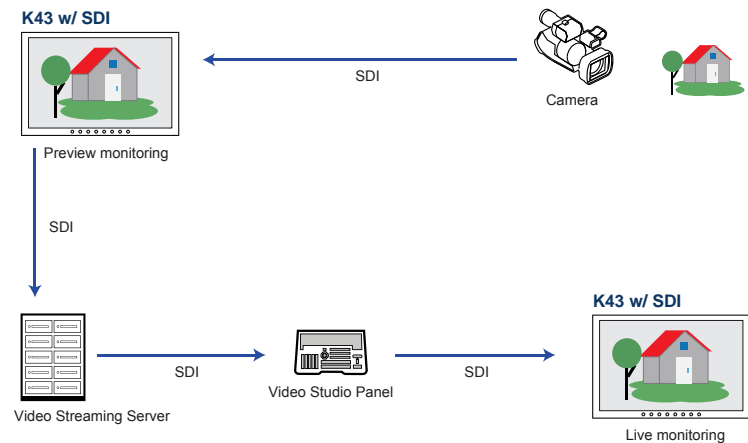 K43 w/ SDI
SDI
Camera
Preview monitoring
SDI
K43 w/ SDI
SDI
Video Studio Panel
SDI
Video Streaming Server
Live monitoring